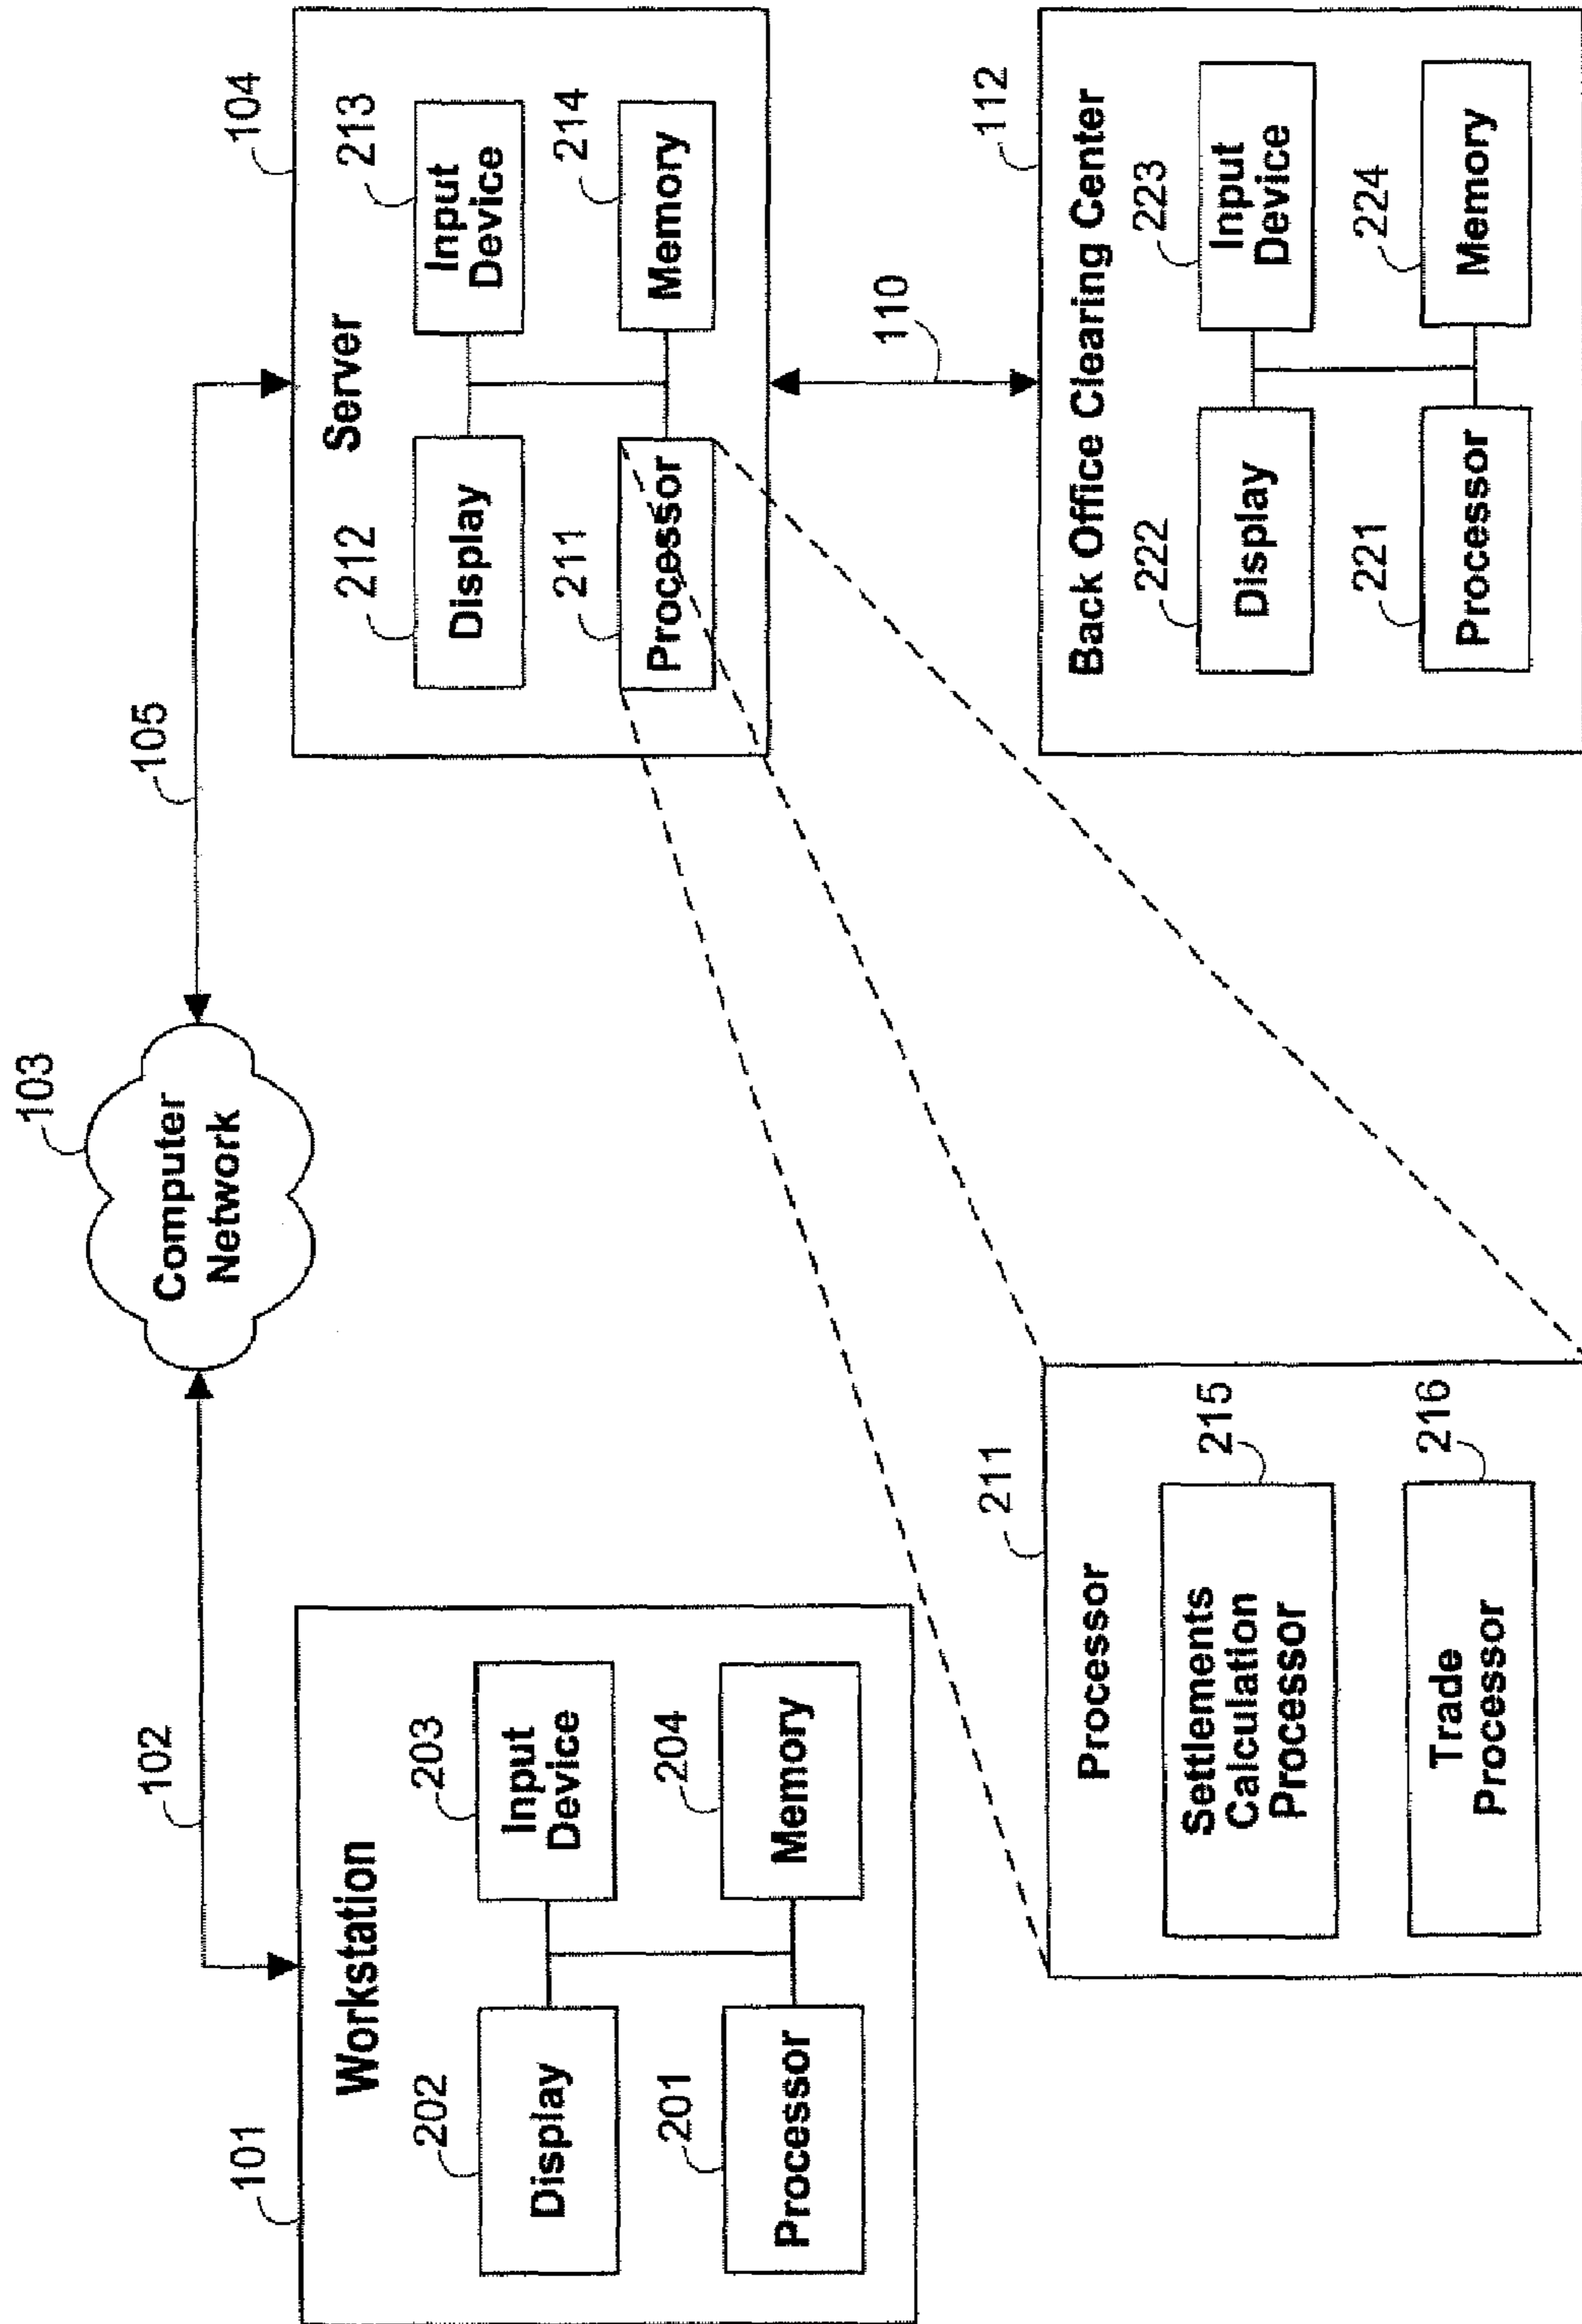 103
Computer
Network
102
105
101
Workstation
202
Display
203
Input
Device
201
Processor
204
Memory
104
Server
212
Display
213
Input
Device
211
Processor
214
Memory
110
211
Processor
215
Settlements
Calculation
Processor
216
Trade
Processor
112
Back Office Clearing Center
222
Display
223
Input
Device
221
Processor
224
Memory